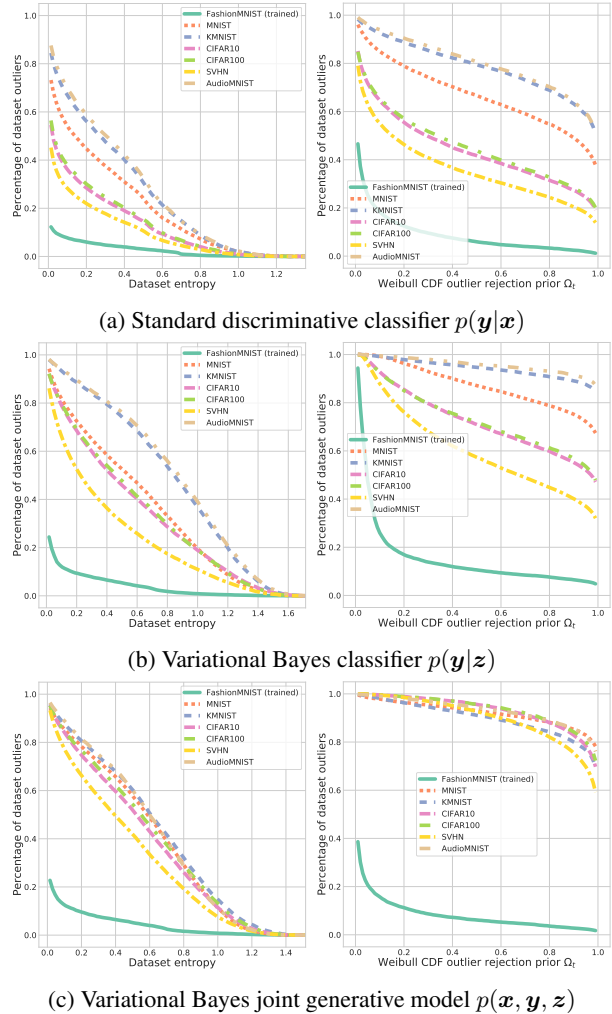 Percentage of dataset outliers
1.0
0.8
0.6
0.4
0.2
0.0
FashionMNIST (trained)
MNIST
KMNIST
CIFAR10
CIFAR100
SVHN
AudioMNIST
0.0 0.2 0.4 0.6 0.8 1.0 1.2
Dataset entropy
Percentage of dataset outliers
1.0
0.8
0.6
0.4
0.2
0.0
FashionMNIST (trained)
MNIST
KMNIST
CIFAR10
CIFAR100
SVHN
AudioMNIST
0.0 0.2 0.4 0.6 0.8 1.0
Weibull CDF outlier rejection prior Ωt
(a) Standard discriminative classifier p(y|x)
Percentage of dataset outliers
1.0
0.8
0.6
0.4
0.2
0.0
FashionMNIST (trained)
MNIST
KMNIST
CIFAR10
CIFAR100
SVHN
AudioMNIST
0.0 0.2 0.4 0.6 0.8 1.0 1.2 1.4 1.6
Dataset entropy
Percentage of dataset outliers
1.0
0.8
0.6
0.4
0.2
0.0
FashionMNIST (trained)
MNIST
KMNIST
CIFAR10
CIFAR100
SVHN
AudioMNIST
0.0 0.2 0.4 0.6 0.8 1.0
Weibull CDF outlier rejection prior Ωt
(b) Variational Bayes classifier p(y|z)
Percentage of dataset outliers
1.0
0.8
0.6
0.4
0.2
0.0
FashionMNIST (trained)
MNIST
KMNIST
CIFAR10
CIFAR100
SVHN
AudioMNIST
0.0 0.2 0.4 0.6 0.8 1.0 1.2 1.4
Dataset entropy
Percentage of dataset outliers
1.0
0.8
0.6
0.4
0.2
0.0
FashionMNIST (trained)
MNIST
KMNIST
CIFAR10
CIFAR100
SVHN
AudioMNIST
0.0 0.2 0.4 0.6 0.8 1.0
Weibull CDF outlier rejection prior Ωt
(c) Variational Bayes joint generative model p(x, y, z)